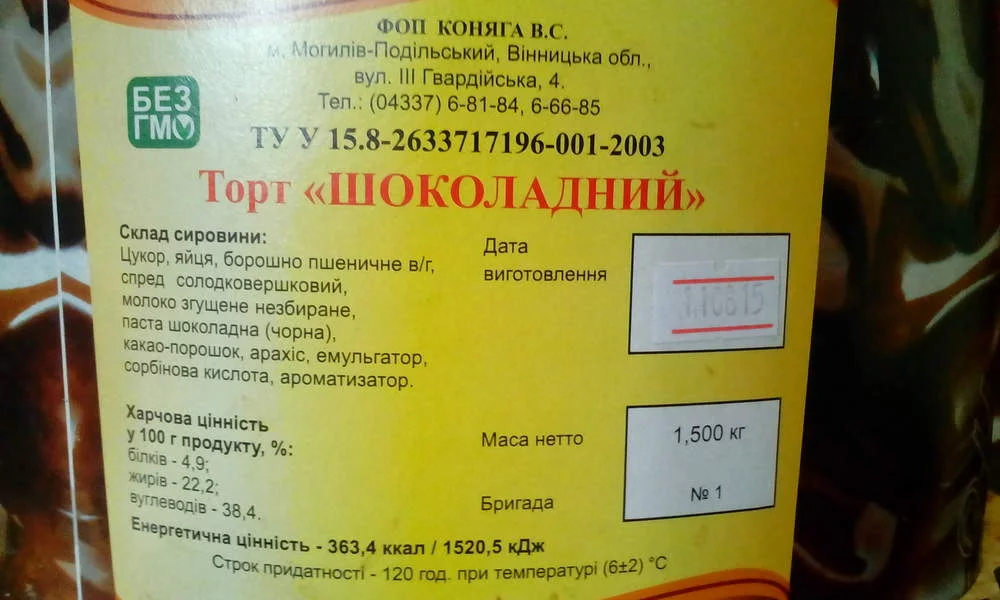 ФОП КОНЯГА В.С.
м. Могилів-Подільський, Вінницька обл.,
вул. III Гвардійська, 4.
Тел.: (04337) 6-81-84, 6-66-85
БЕЗ
ГМО
ТУ У 15.8-2633717196-001-2003
Торт «ШОКОЛАДНИЙ»
Склад сировини:
Цукор, яйця, борошно пшеничне в/г,
спред солодковершковий,
молоко згущене незбиране,
паста шоколадна (чорна),
какао-порошок, арахіс, емульгатор,
сорбінова кислота, ароматизатор.
Дата
виготовлення
110815
Харчова цінність
у 100 г продукту, %:
білків - 4,9;
жирів - 22,2;
вуглеводів - 38,4.
Маса нетто
1,500 кг
Бригада
№ 1
Енергетична цінність - 363,4 ккал / 1520,5 кДж
Строк придатності - 120 год. при температурі (6±2) °C